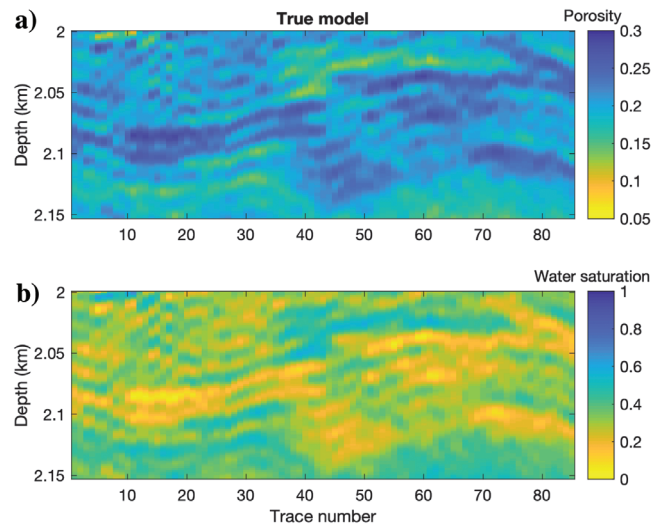 a) True model Porosity
2 0.3
0.25
2.05
0.2
Depth (km)
0.15
2.1
0.1
2.15 0.05
10 20 30 40 50 60 70 80
b) Water saturation
2 1
0.8
2.05
0.6
Depth (km)
0.4
2.1
0.2
2.15 0
10 20 30 40 50 60 70 80
Trace number